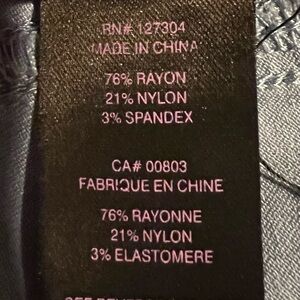 RN# 127304
MADE IN CHINA
76% RAYON
21% NYLON
3% SPANDEX
CA# 00803
FABRIQUE EN CHINE
76% RAYONNE
21% NYLON
3% ELASTOMERE